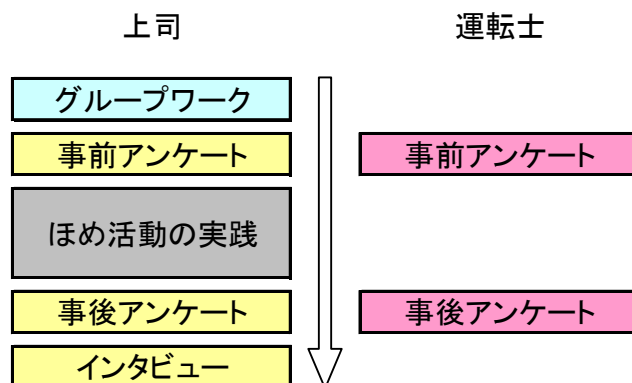 上司
運転士
グループワーク
事前アンケート
事前アンケート
ほめ活動の実践
事後アンケート
事後アンケート
インタビュー